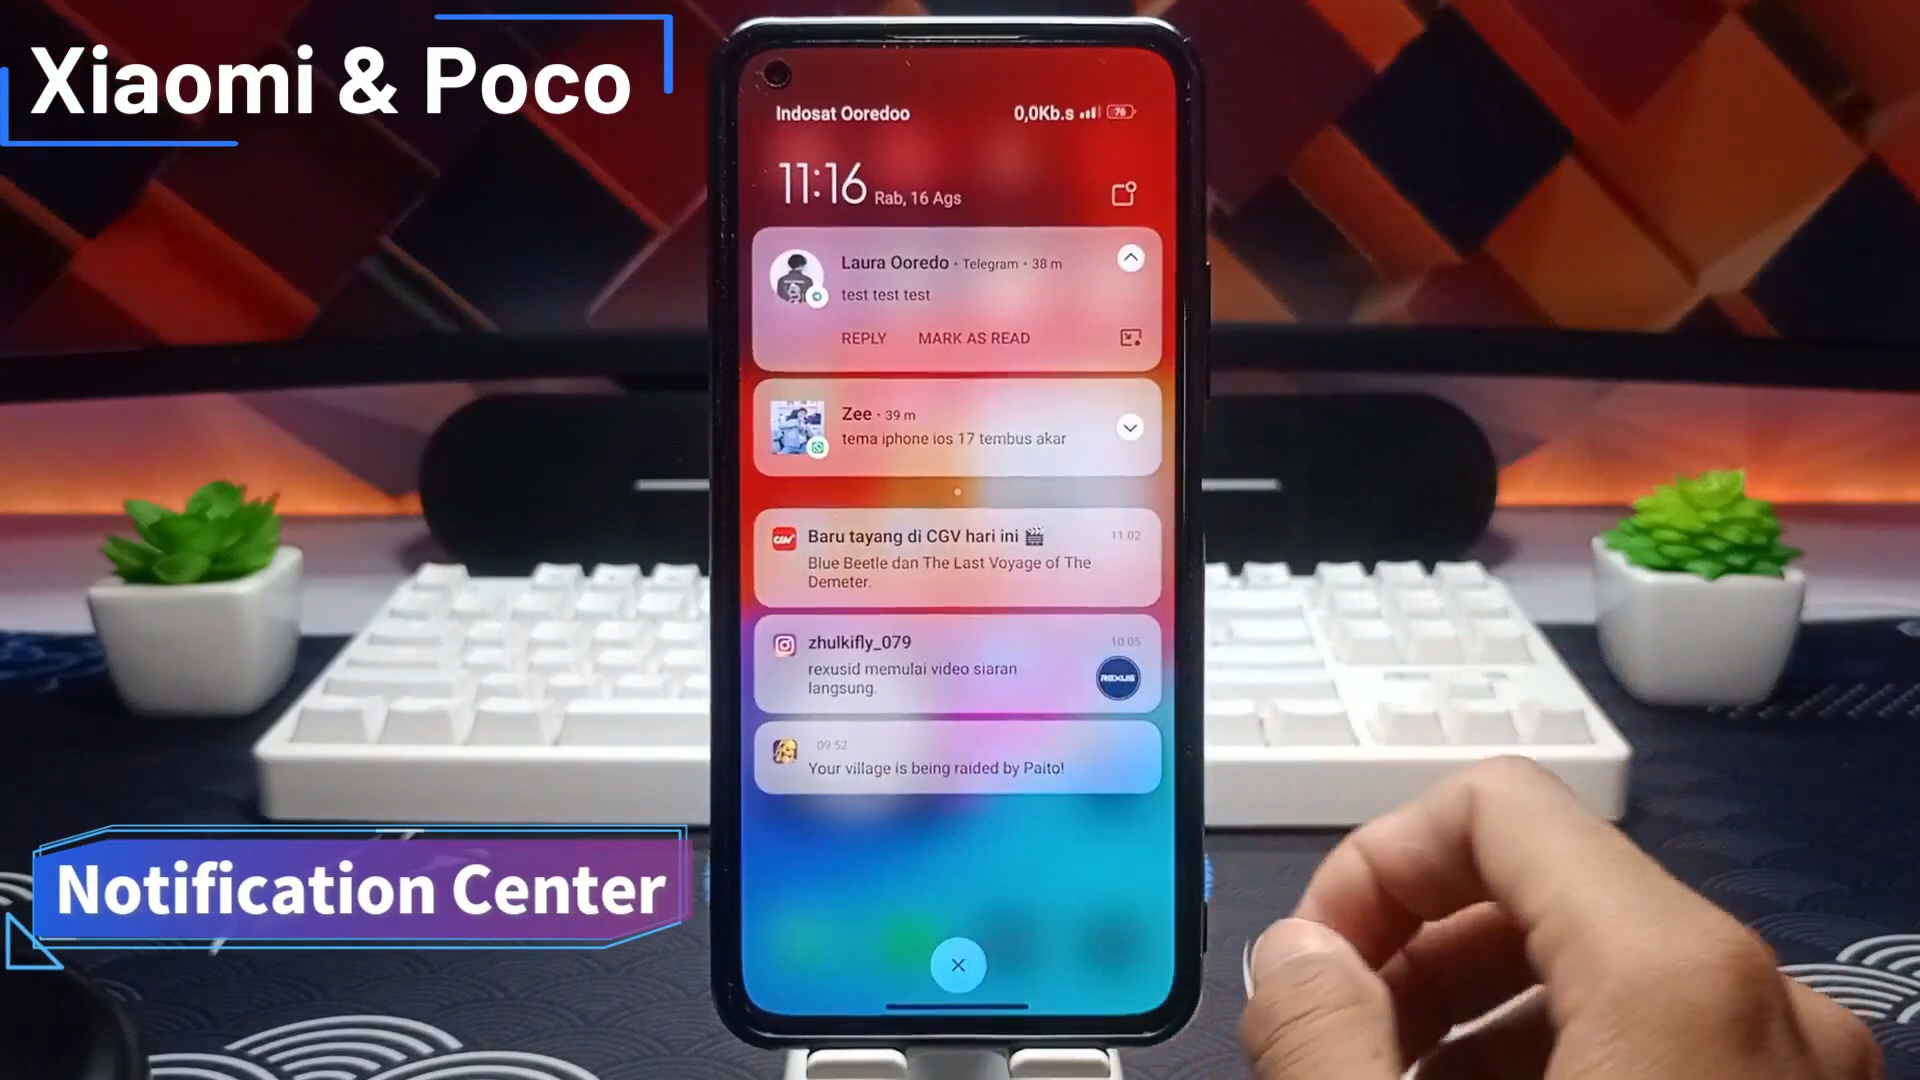 Xiaomi & Poco
Indosat Ooredoo
0,0Kb.s
76
11:16 Rab, 16 Ags
Laura Ooredo • Telegram • 38 m
test test test
REPLY MARK AS READ
Zee • 39 m
tema iphone ios 17 tembus akar
CGV
Baru tayang di CGV hari ini
11:02
Blue Beetle dan The Last Voyage of The
Demeter.
zhulkifly_079
10:05
rexusid memulai video siaran
langsung.
REXUS
09:52
Your village is being raided by Paito!
Notification Center